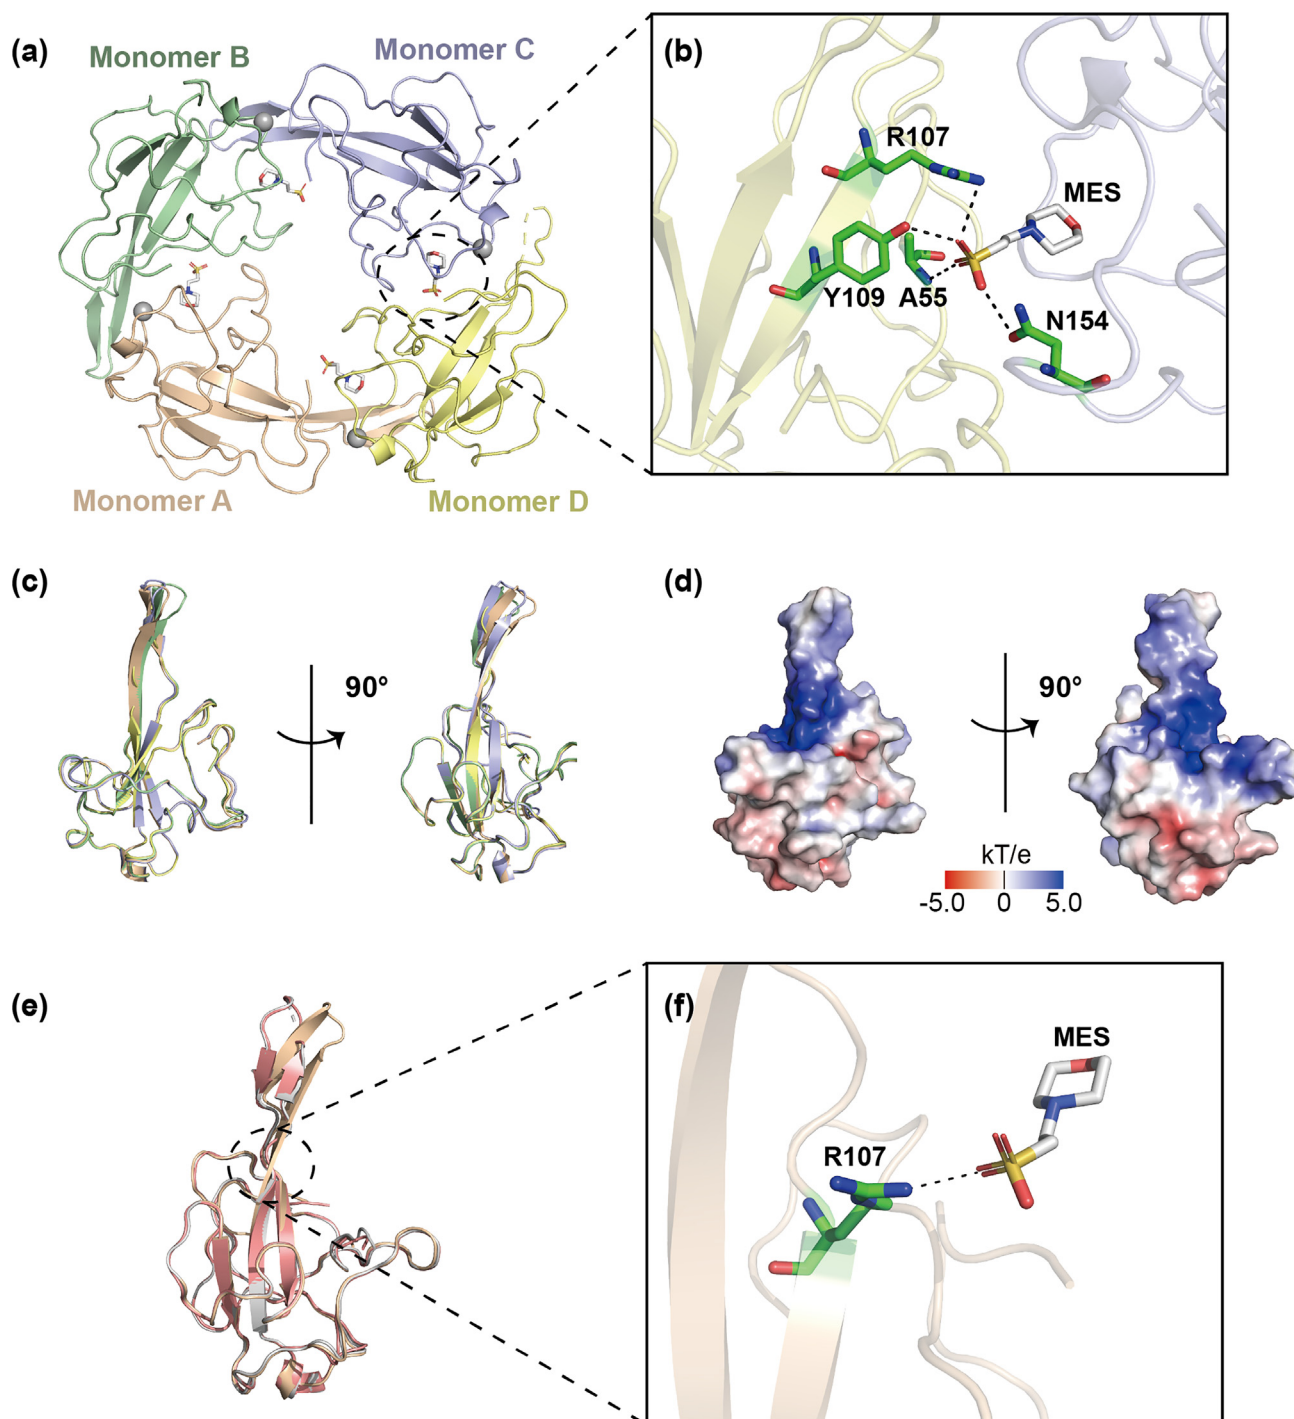 (a)
Monomer B
Monomer C
Monomer A
Monomer D
(b)
R107
MES
Y109
A55
N154
(c)
90°
(d)
90°
kT/e
-5.0
0
5.0
(e)
(f)
MES
R107